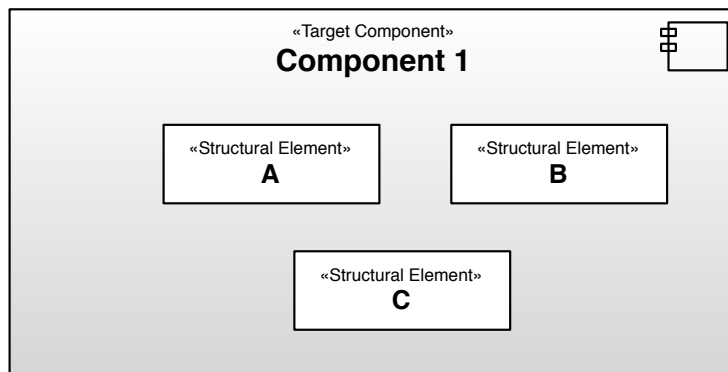 «Target Component»
Component 1
«Structural Element»
A
«Structural Element»
B
«Structural Element»
C